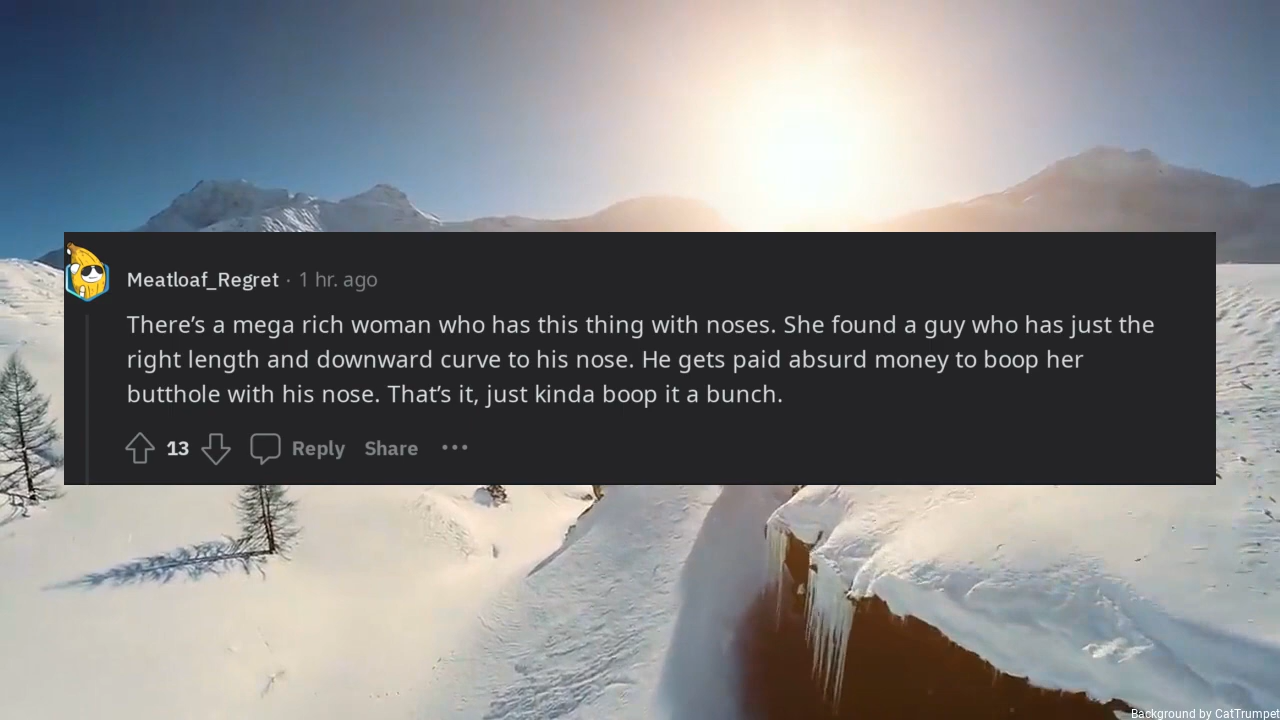 Meatloaf_Regret · 1 hr. ago
There’s a mega rich woman who has this thing with noses. She found a guy who has just the
right length and downward curve to his nose. He gets paid absurd money to boop her
butthole with his nose. That’s it, just kinda boop it a bunch.
13 Reply Share ···
Background by CatTrumpet